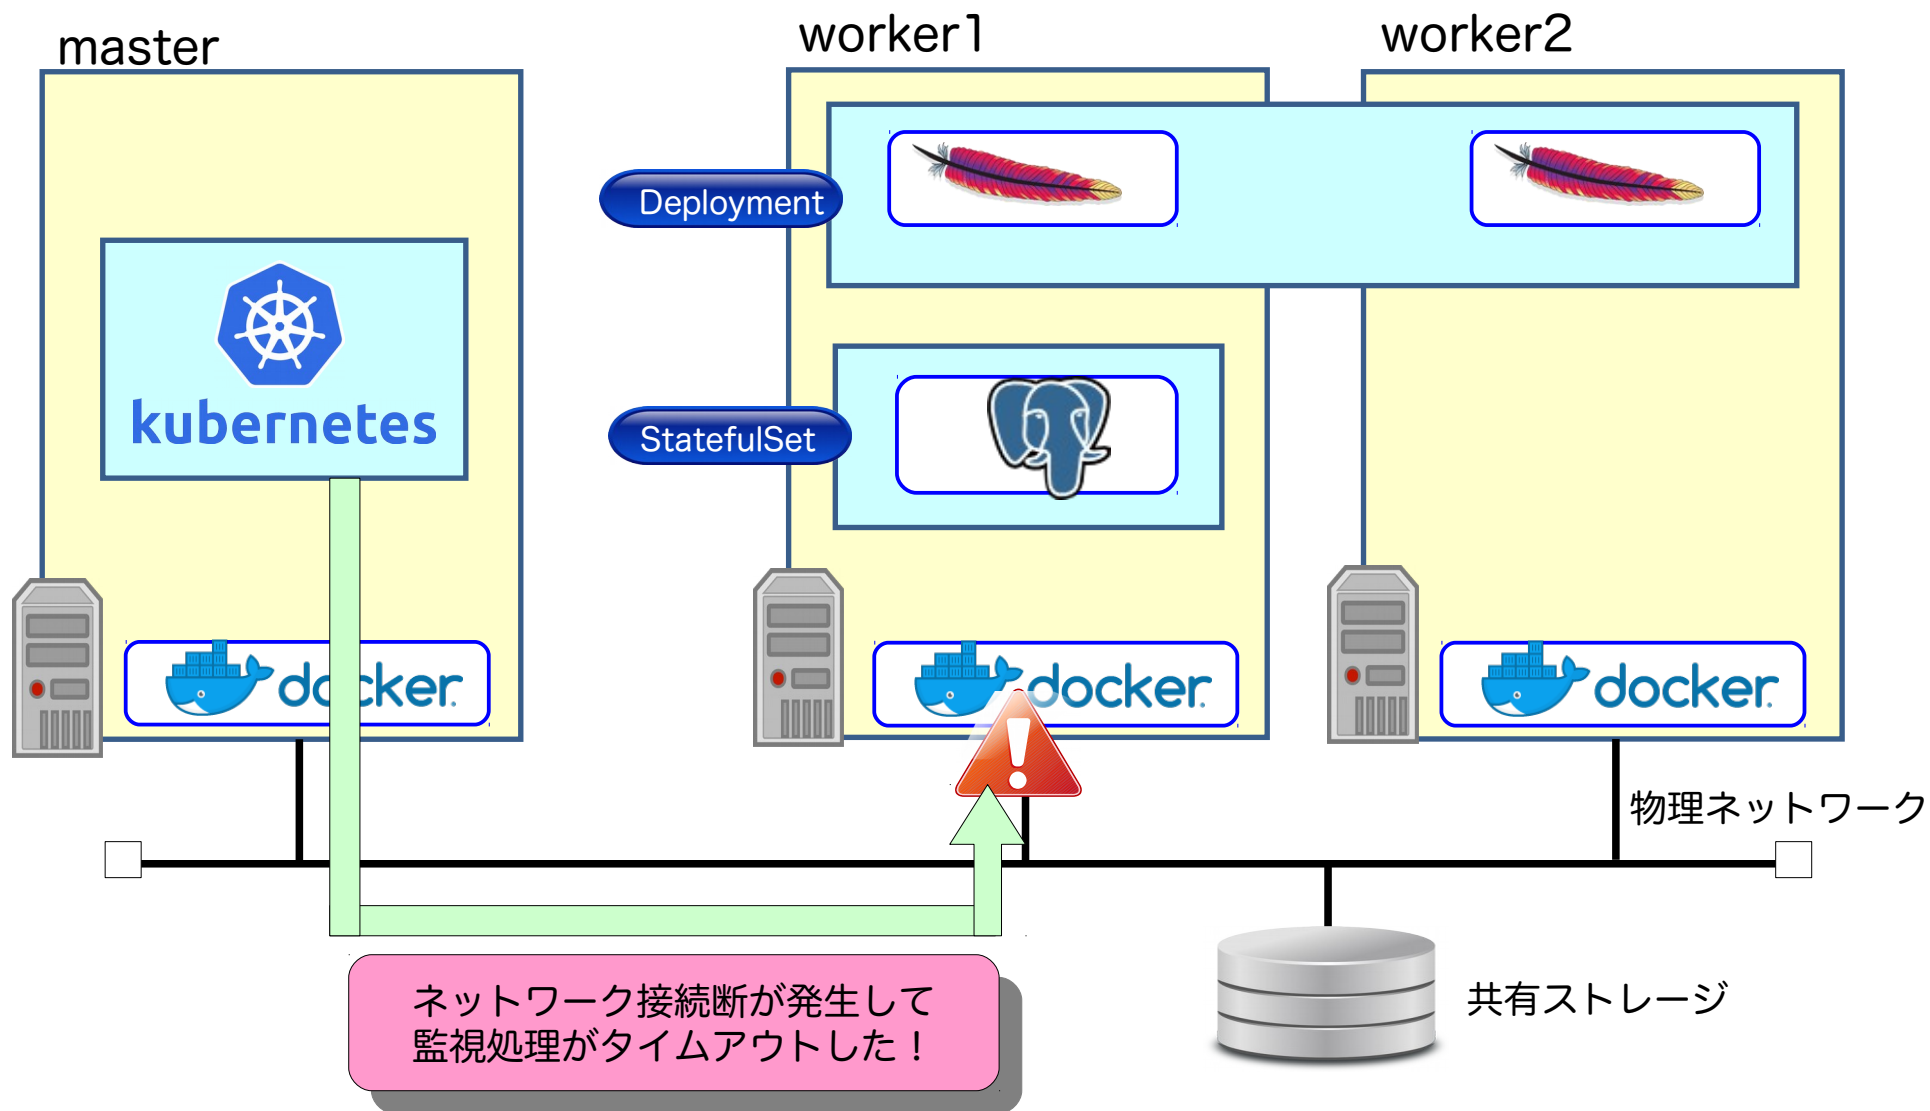 master
worker1
worker2
Deployment
kubernetes
StatefulSet
docker
docker
docker
物理ネットワーク
ネットワーク接続断が発生して
監視処理がタイムアウトした！
共有ストレージ